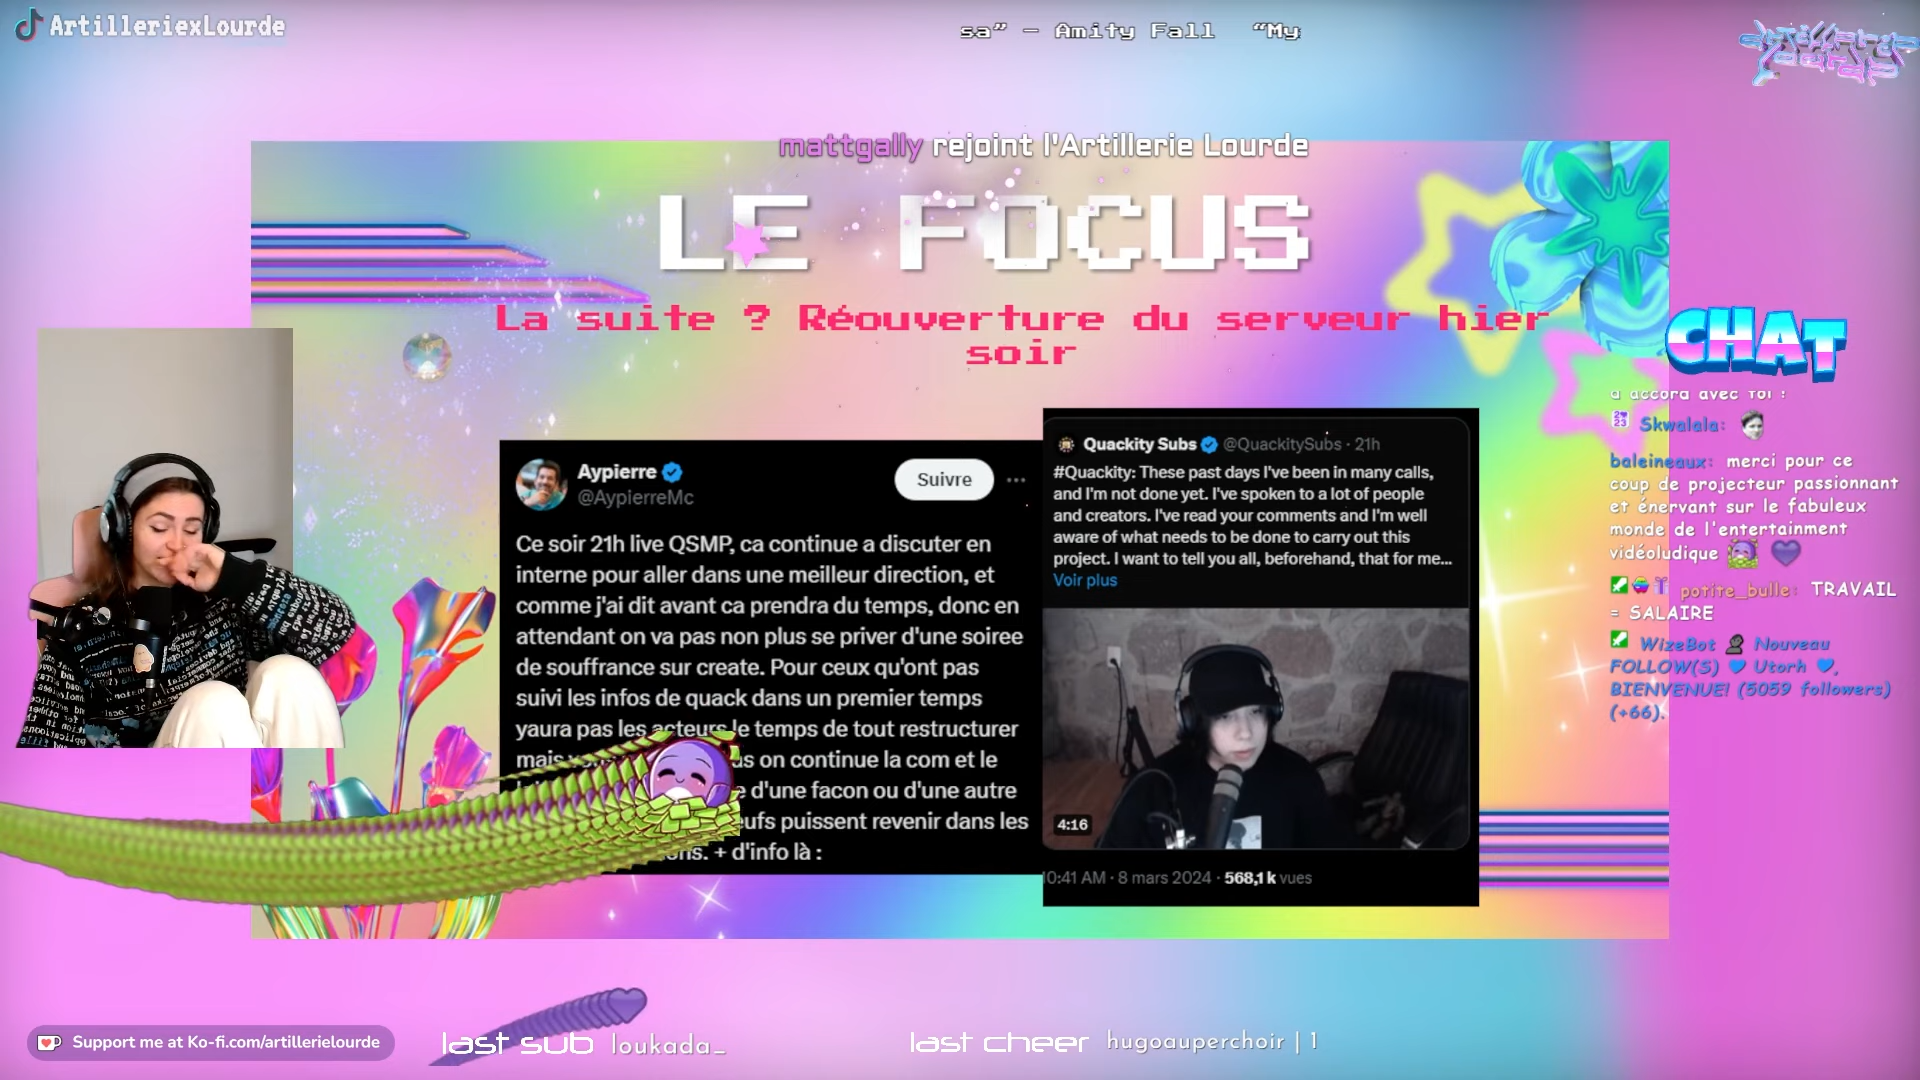 ArtilleriexLourde
sa” – Amity Fall “My
mattgally rejoint l'Artillerie Lourde
LE FOCUS
La suite ? Réouverture du serveur hier
soir
Aypierre
@AypierreMc
Suivre
Ce soir 21h live QSMP, ca continue a discuter en
interne pour aller dans une meilleur direction, et
comme j'ai dit avant ca prendra du temps, donc en
attendant on va pas non plus se priver d'une soiree
de souffrance sur create. Pour ceux qu'ont pas
suivi les infos de quack dans un premier temps
yaura pas les acteurs le temps de tout restructurer
mais on continue la com et le
d'une facon ou d'une autre
puissent revenir dans les
+ d'info là :
Quackity Subs @QuackitySubs · 21h
#Quackity: These past days I've been in many calls,
and I'm not done yet. I've spoken to a lot of people
and creators. I've read your comments and I'm well
aware of what needs to be done to carry out this
project. I want to tell you all, beforehand, that for me...
Voir plus
4:16
10:41 AM · 8 mars 2024 · 568,1 k vues
CHAT
d'accord avec toi :
Skwalala:
baleineaux: merci pour ce
coup de projecteur passionnant
et énervant sur le fabuleux
monde de l'entertainment
vidéoludique
potite_bulle: TRAVAIL
= SALAIRE
WizeBot Nouveau
FOLLOW(S) Utorh ,
BIENVENUE! (5059 followers)
(+66).
Support me at Ko-fi.com/artillerielourde
last sub loukada_
last cheer hugoauperchoir | 1